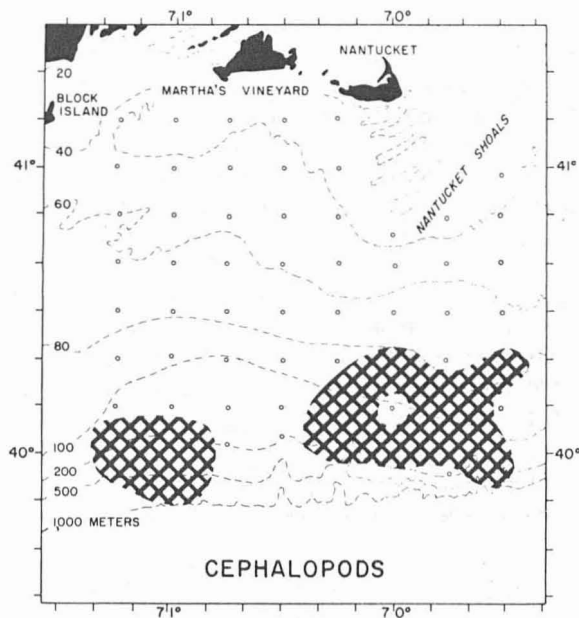 71° 70°
NANTUCKET
20
BLOCK
ISLAND
MARTHA'S VINEYARD
40
41° 41°
NANTUCKET SHOALS
60
80
100
40° 40°
200
500
1000 METERS
CEPHALOPODS
71° 70°